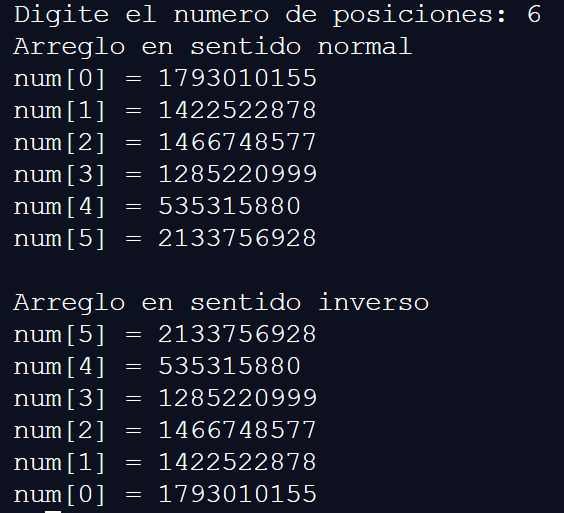 Digite el numero de posiciones: 6
Arreglo en sentido normal
num[0] = 1793010155
num[1] = 1422522878
num[2] = 1466748577
num[3] = 1285220999
num[4] = 535315880
num[5] = 2133756928
Arreglo en sentido inverso
num[5] = 2133756928
num[4] = 535315880
num[3] = 1285220999
num[2] = 1466748577
num[1] = 1422522878
num[0] = 1793010155